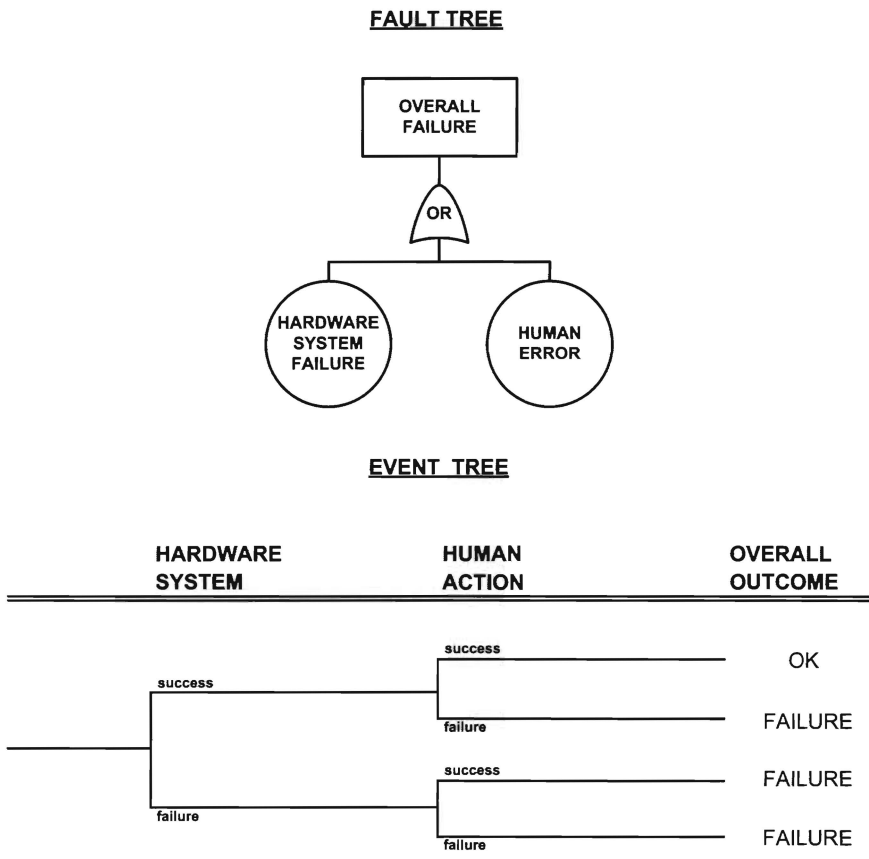 FAULT TREE
OVERALL
FAILURE
OR
HARDWARE
SYSTEM
FAILURE
HUMAN
ERROR
EVENT TREE
HARDWARE
SYSTEM
HUMAN
ACTION
OVERALL
OUTCOME
success
OK
success
failure
FAILURE
success
FAILURE
failure
failure
FAILURE